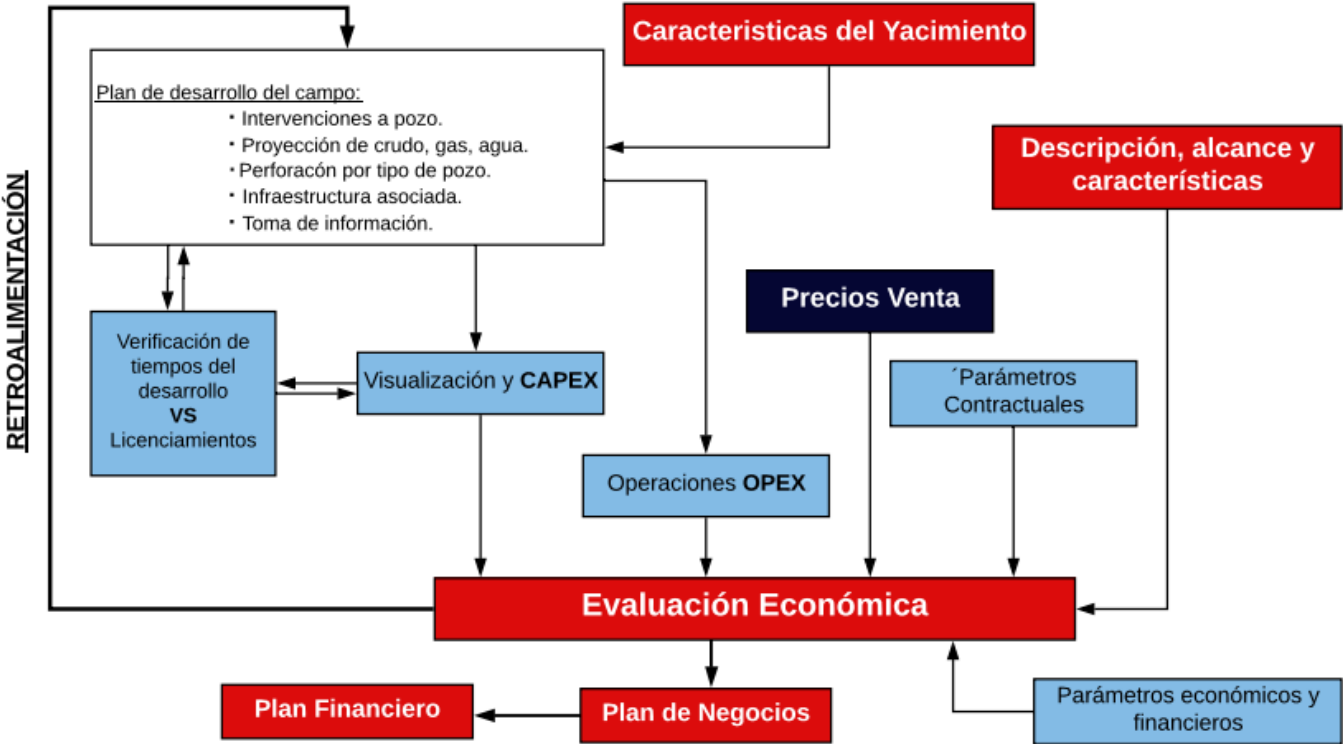 Caracteristicas del Yacimiento
Plan de desarrollo del campo:
· Intervenciones a pozo.
· Proyección de crudo, gas, agua.
· Perforacón por tipo de pozo.
· Infraestructura asociada.
· Toma de información.
Descripción, alcance y
característícas
RETROALIMENTACIÓN
Precios Venta
Verificación de
tiempos del
desarrollo
VS
Licenciamientos
Visualización y CAPEX
´Parámetros
Contractuales
Operaciones OPEX
Evaluación Económica
Plan Financiero
Plan de Negocios
Parámetros económicos y
financieros